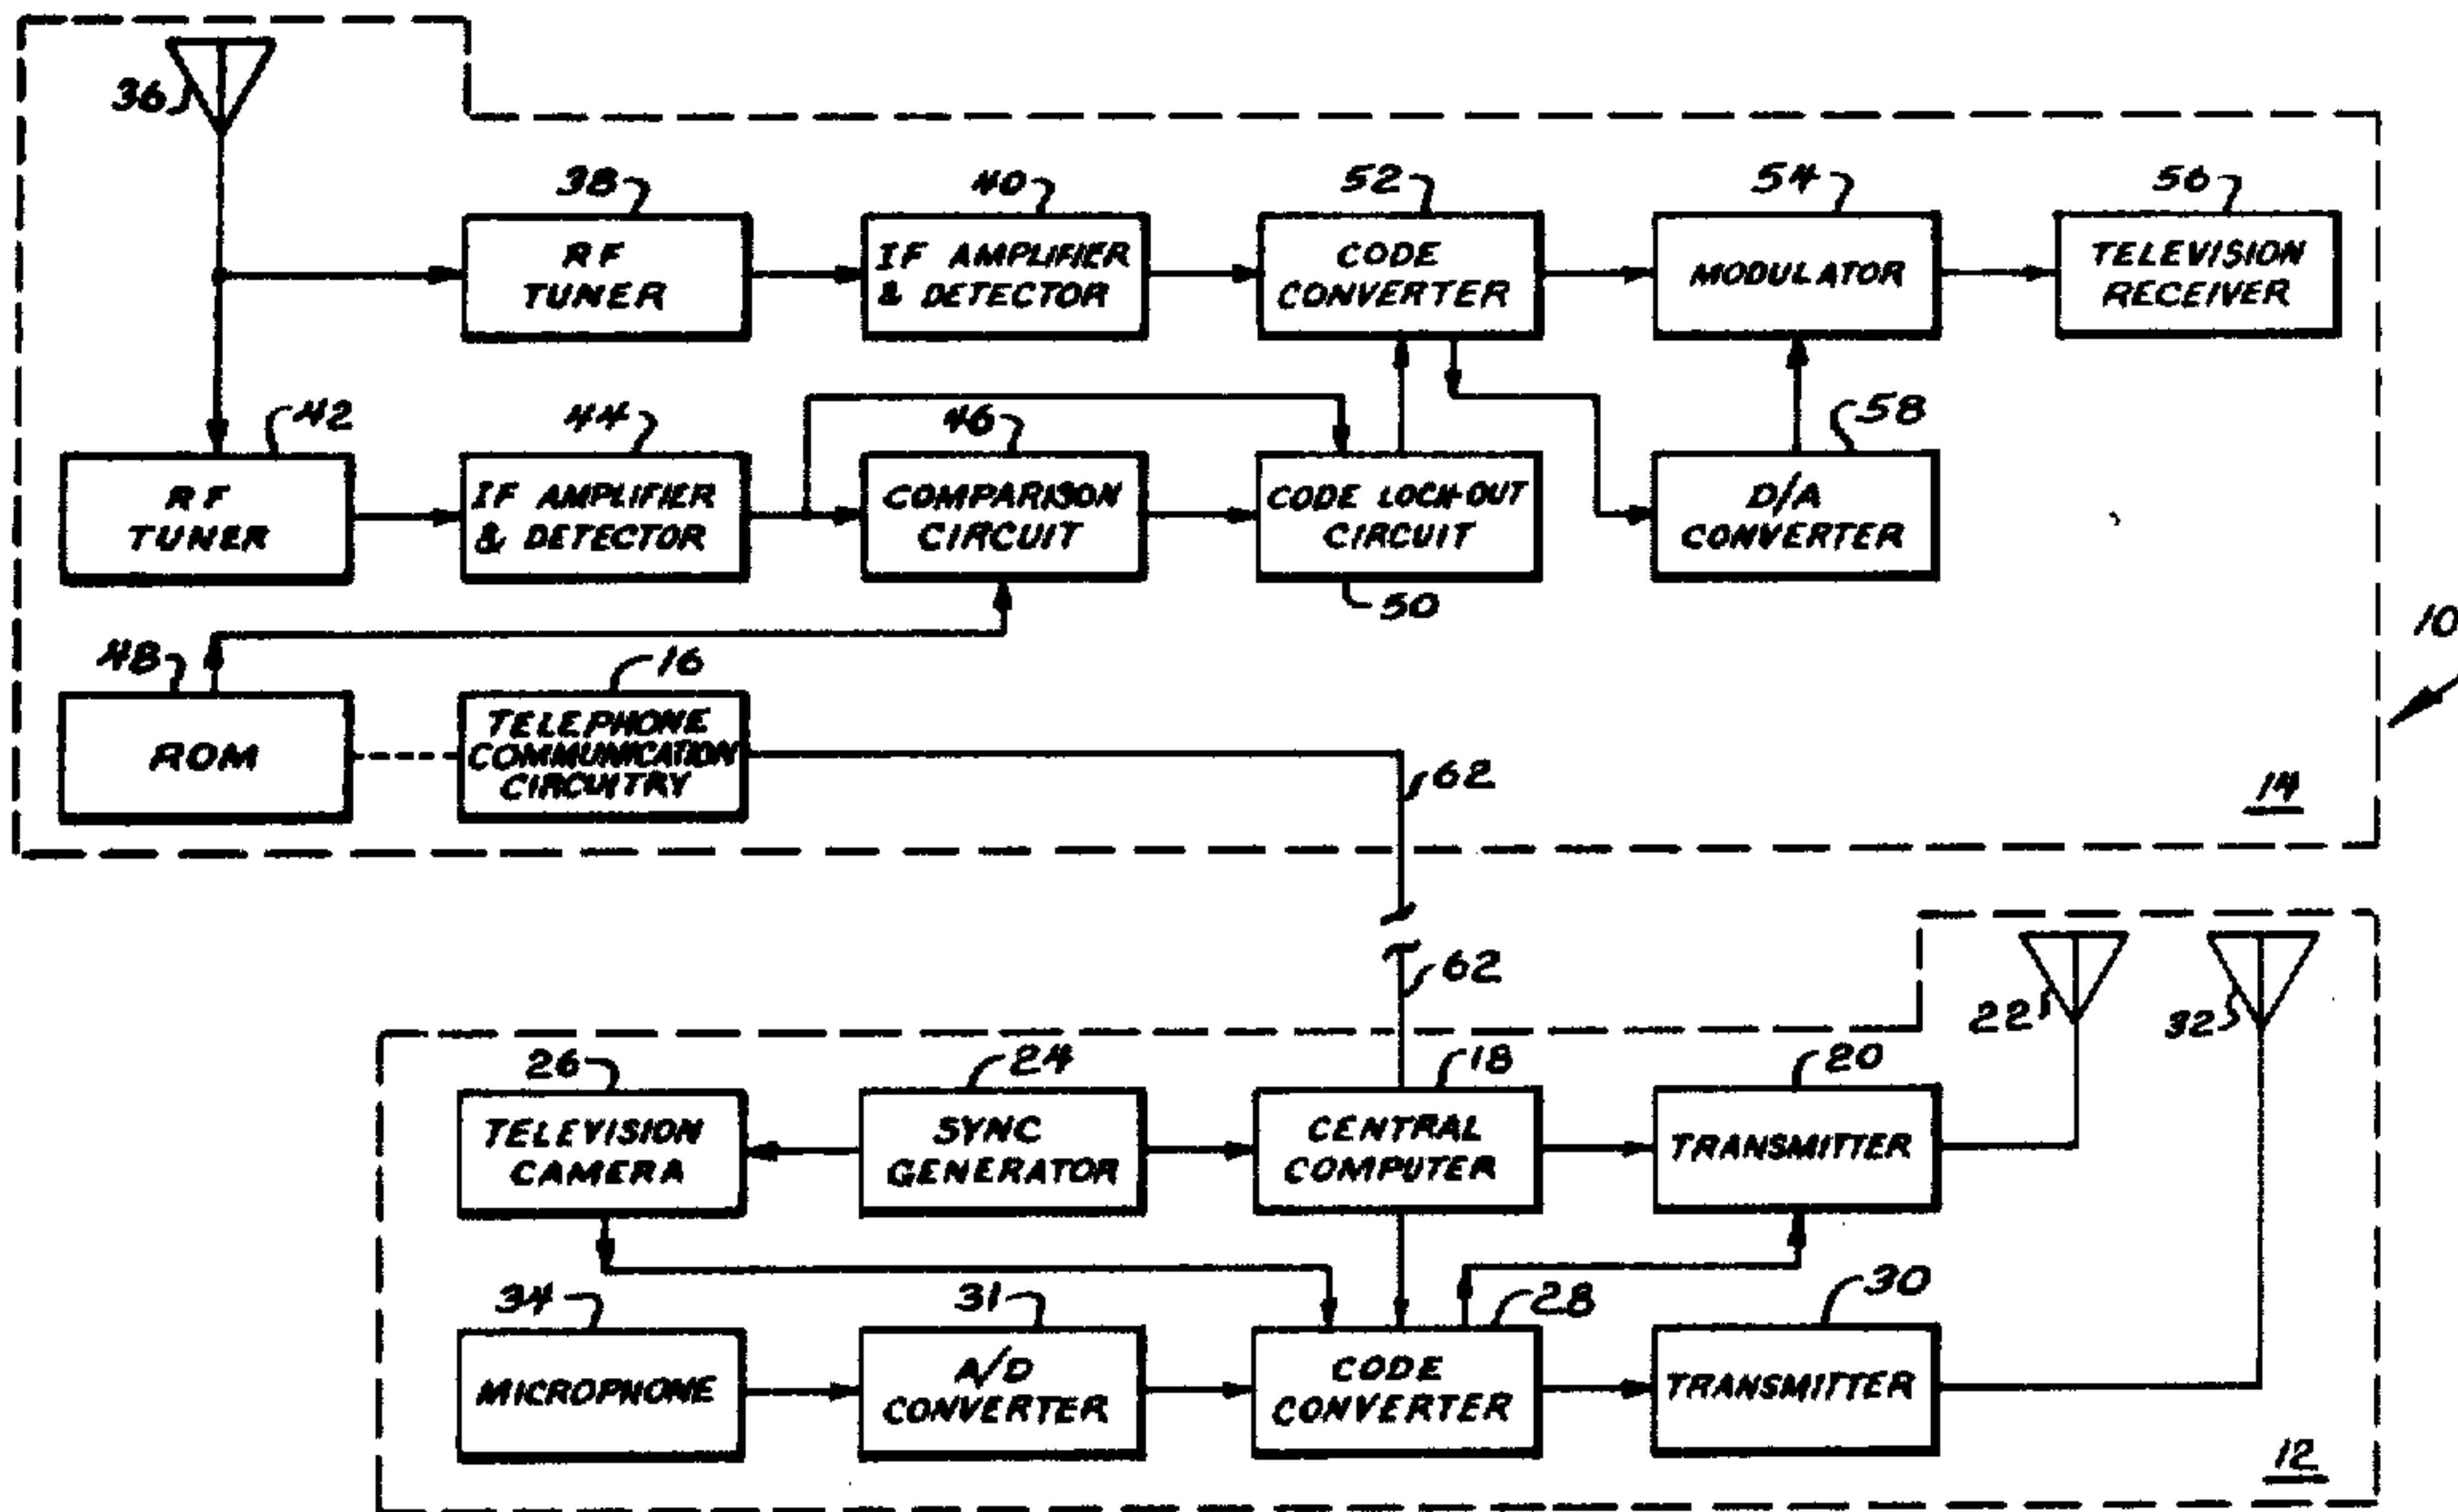 36
38
40
52
54
56
RF
TUNER
IF AMPLIFIER
& DETECTOR
CODE
CONVERTER
MODULATOR
TELEVISION
RECEIVER
42
44
46
58
RF
TUNER
IF AMPLIFIER
& DETECTOR
COMPARISON
CIRCUIT
CODE LOCK-OUT
CIRCUIT
D/A
CONVERTER
50
10
48
16
ROM
TELEPHONE
COMMUNICATION
CIRCUITRY
62
14
62
22
32
26
24
18
20
TELEVISION
CAMERA
SYNC
GENERATOR
CENTRAL
COMPUTER
TRANSMITTER
34
31
28
30
MICROPHONE
A/D
CONVERTER
CODE
CONVERTER
TRANSMITTER
12